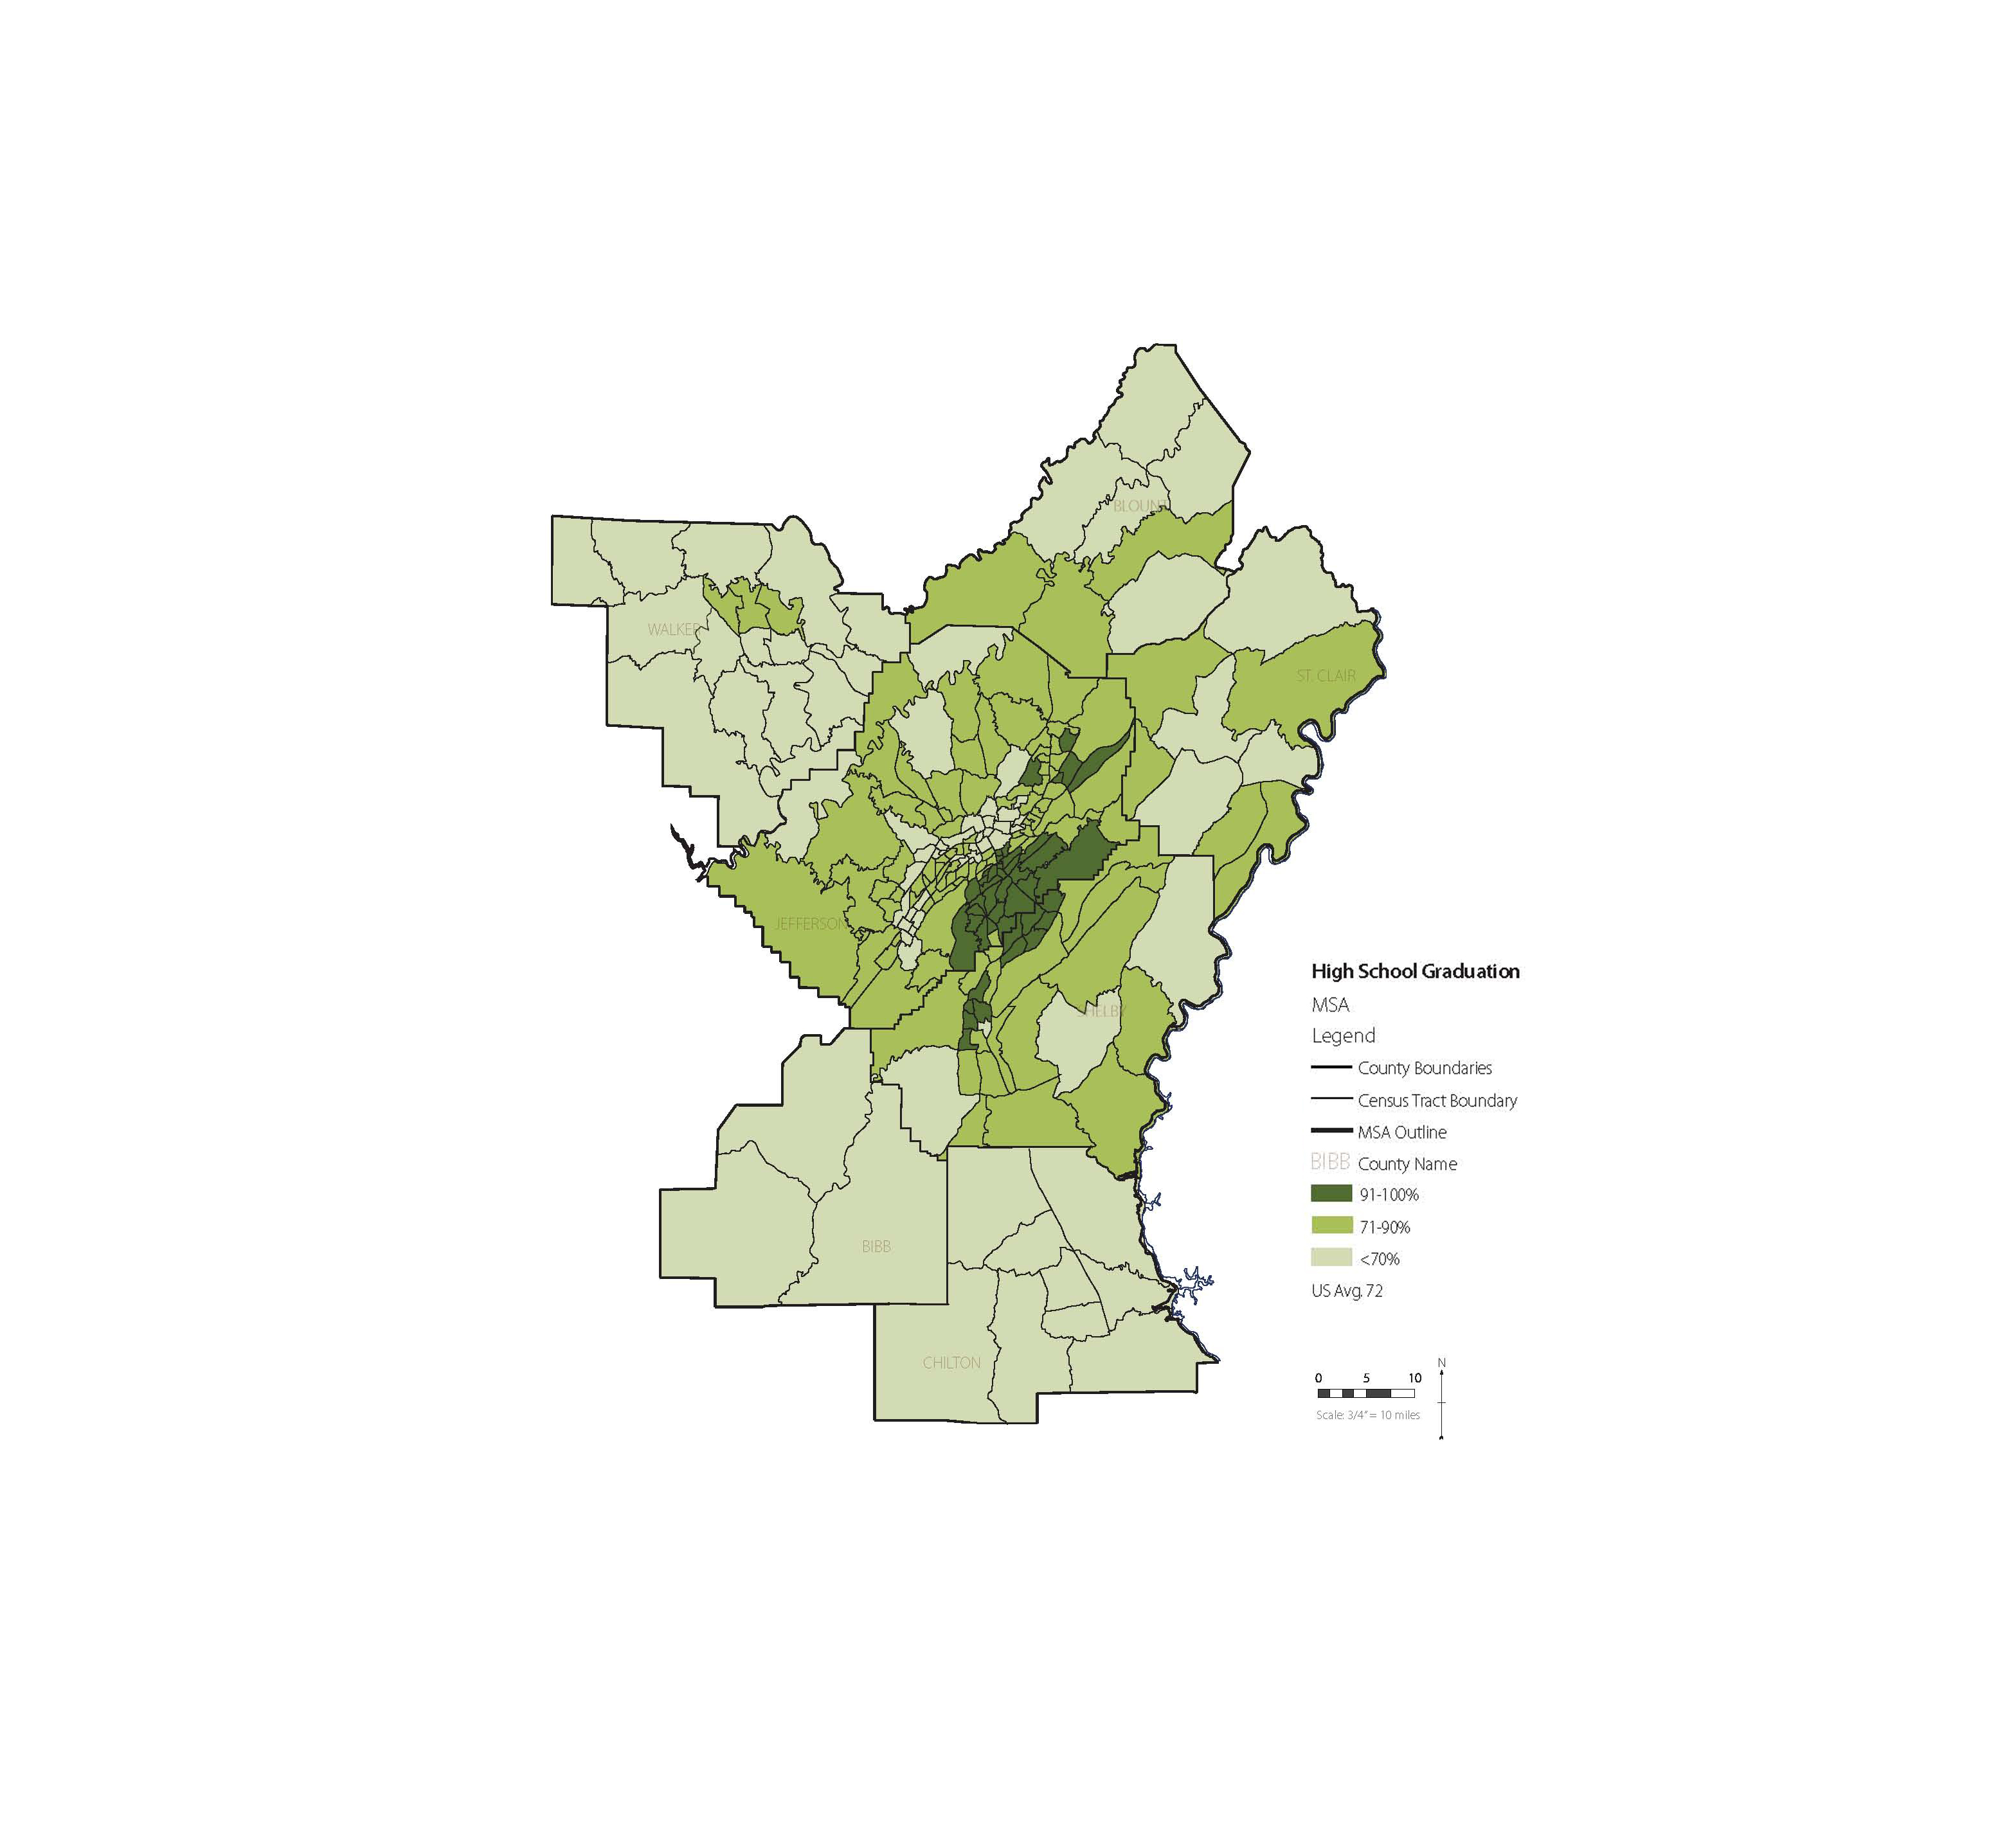 BLOUNT
WALKER
ST. CLAIR
JEFFERSON
SHELBY
BIBB
CHILTON
High School Graduation
MSA
Legend
County Boundaries
Census Tract Boundary
MSA Outline
BIBB County Name
91-100%
71-90%
<70%
US Avg. 72
0 5 10
Scale: 3/4" = 10 miles
N